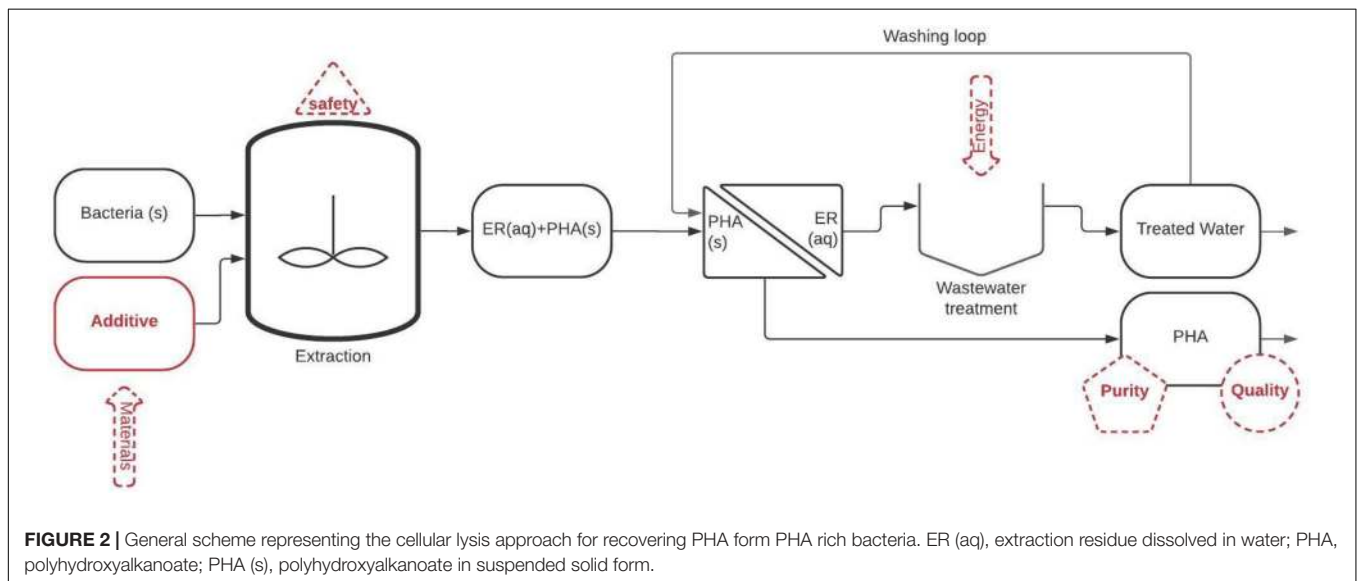 Washing loop
safety
Energy
Bacteria (s)
ER(aq)+PHA(s)
PHA
(s)
ER
(aq)
Treated Water
Additive
Extraction
Wastewater
treatment
PHA
Purity
Quality
Materials
FIGURE 2 | General scheme representing the cellular lysis approach for recovering PHA form PHA rich bacteria. ER (aq), extraction residue dissolved in water; PHA,
polyhydroxyalkanoate; PHA (s), polyhydroxyalkanoate in suspended solid form.